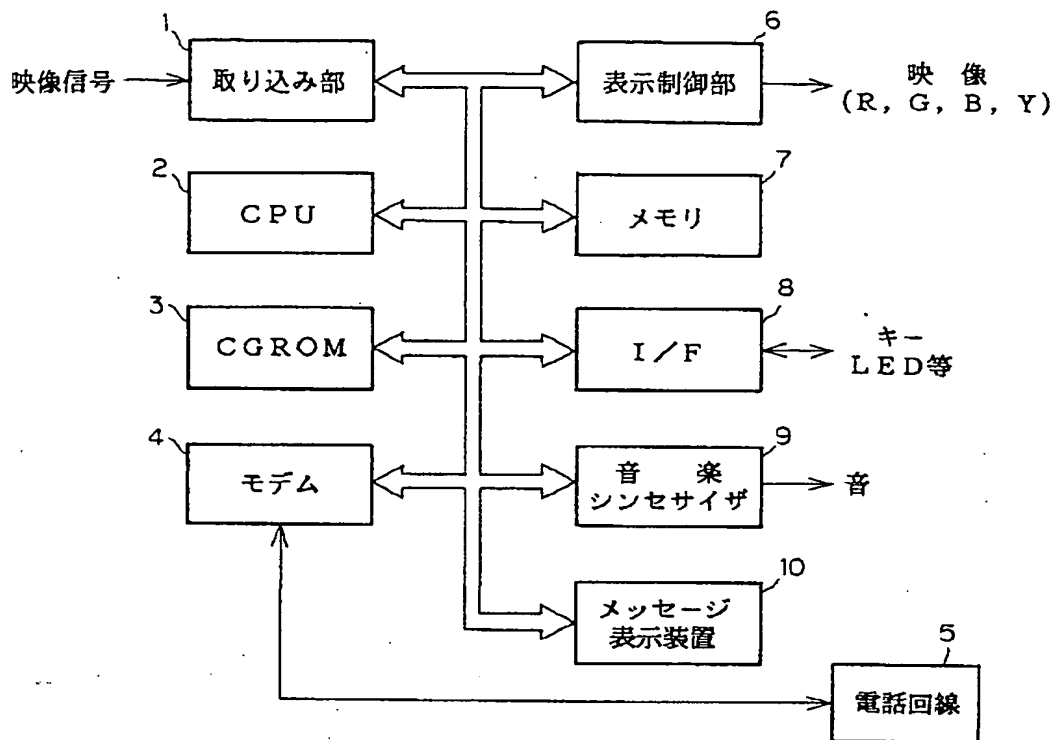 1
映像信号
取り込み部
6
表示制御部
映 像
(R, G, B, Y)
2
CPU
7
メモリ
3
CGROM
8
I/F
キー
LED等
4
モデム
9
音 楽
シンセサイザ
音
10
メッセージ
表示装置
5
電話回線